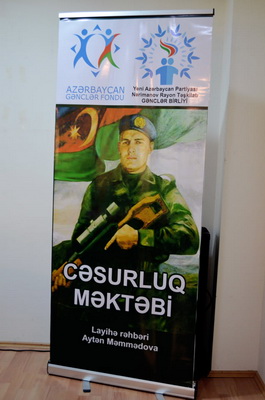 AZƏRBAYCAN
GƏNCLƏR FONDU
Yeni Azərbaycan Partiyası
Nərimanov Rayon Təşkilatı
GƏNCLƏR BİRLİYİ
CƏSURLUQ
MƏKTƏBİ
Layihə rəhbəri
Aytən Məmmədova